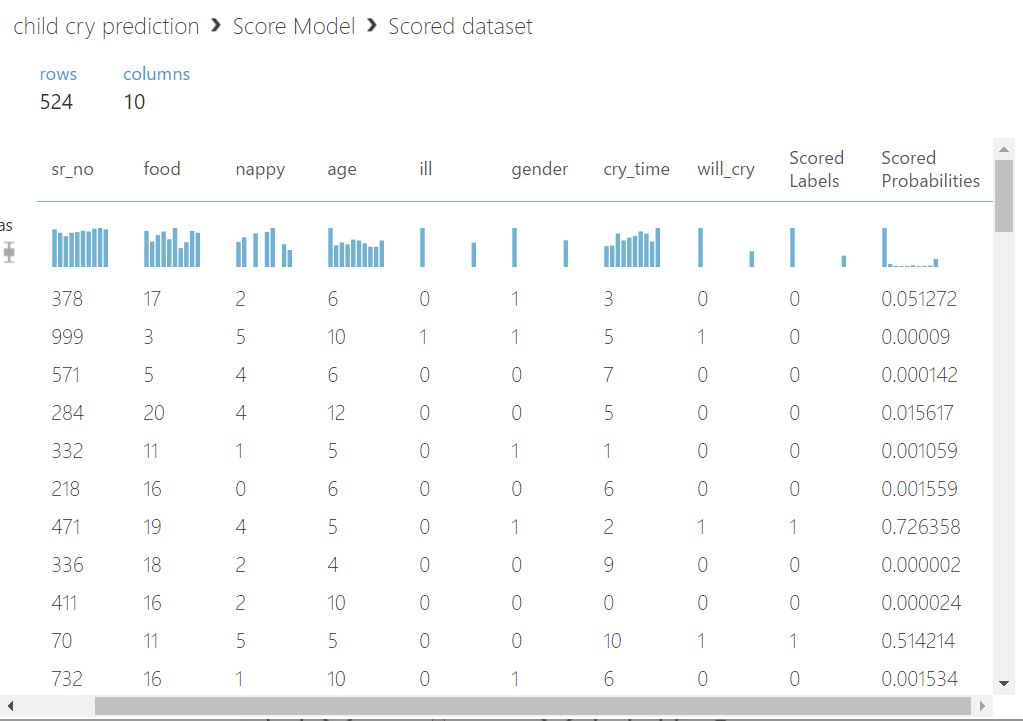 child cry prediction › Score Model › Scored dataset
rows columns
524 10
sr_no food nappy age ill gender cry_time will_cry Scored Labels Scored Probabilities
as
378 17 2 6 0 1 3 0 0 0.051272
999 3 5 10 1 1 5 1 0 0.00009
571 5 4 6 0 0 7 0 0 0.000142
284 20 4 12 0 0 5 0 0 0.015617
332 11 1 5 0 1 1 0 0 0.001059
218 16 0 6 0 0 6 0 0 0.001559
471 19 4 5 0 1 2 1 1 0.726358
336 18 2 4 0 0 9 0 0 0.000002
411 16 2 10 0 0 0 0 0 0.000024
70 11 5 5 0 0 10 1 1 0.514214
732 16 1 10 0 1 6 0 0 0.001534